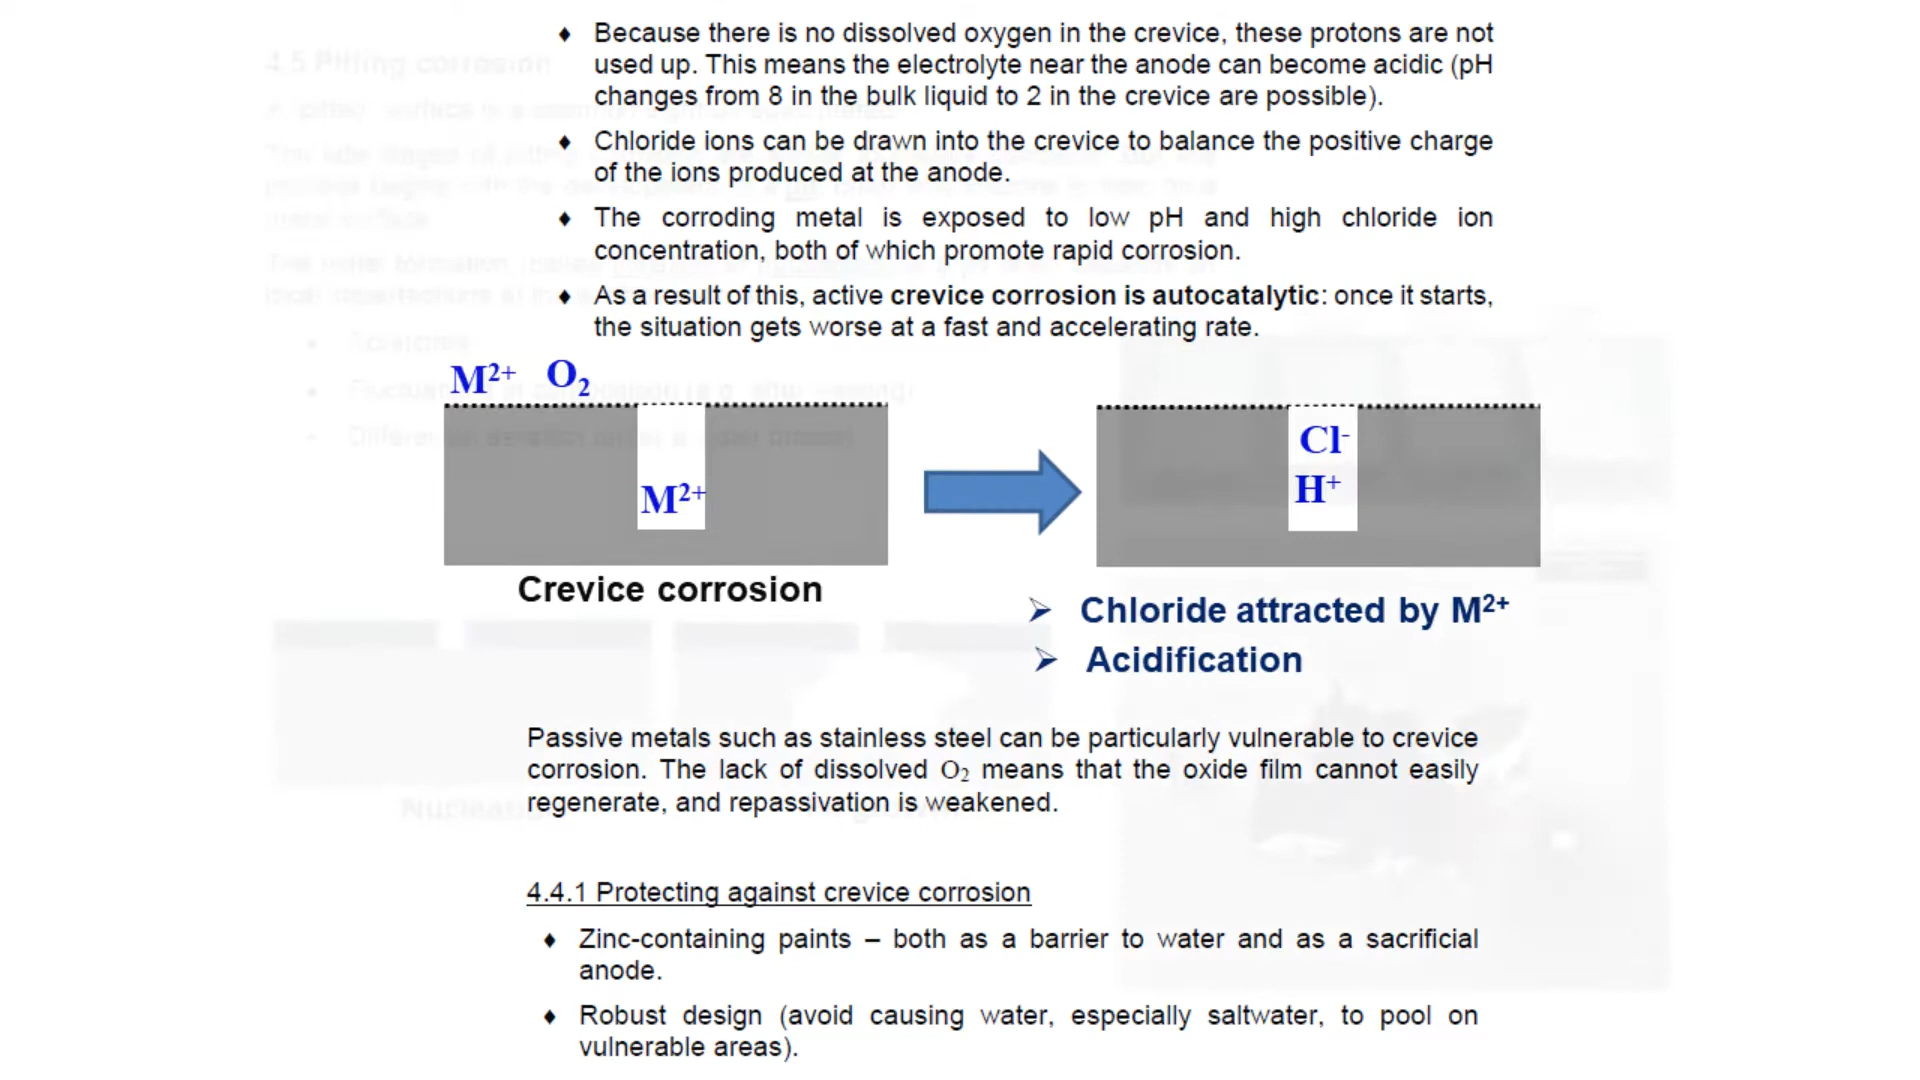 ♦ Because there is no dissolved oxygen in the crevice, these protons are not
used up. This means the electrolyte near the anode can become acidic (pH
changes from 8 in the bulk liquid to 2 in the crevice are possible).
♦ Chloride ions can be drawn into the crevice to balance the positive charge
of the ions produced at the anode.
♦ The corroding metal is exposed to low pH and high chloride ion
concentration, both of which promote rapid corrosion.
♦ As a result of this, active crevice corrosion is autocatalytic: once it starts,
the situation gets worse at a fast and accelerating rate.
M²⁺ O₂
M²⁺
Cl⁻
H⁺
Crevice corrosion
➢ Chloride attracted by M²⁺
➢ Acidification
Passive metals such as stainless steel can be particularly vulnerable to crevice
corrosion. The lack of dissolved O₂ means that the oxide film cannot easily
regenerate, and repassivation is weakened.
4.4.1 Protecting against crevice corrosion
♦ Zinc-containing paints – both as a barrier to water and as a sacrificial
anode.
♦ Robust design (avoid causing water, especially saltwater, to pool on
vulnerable areas).
4.5 Pitting corrosion